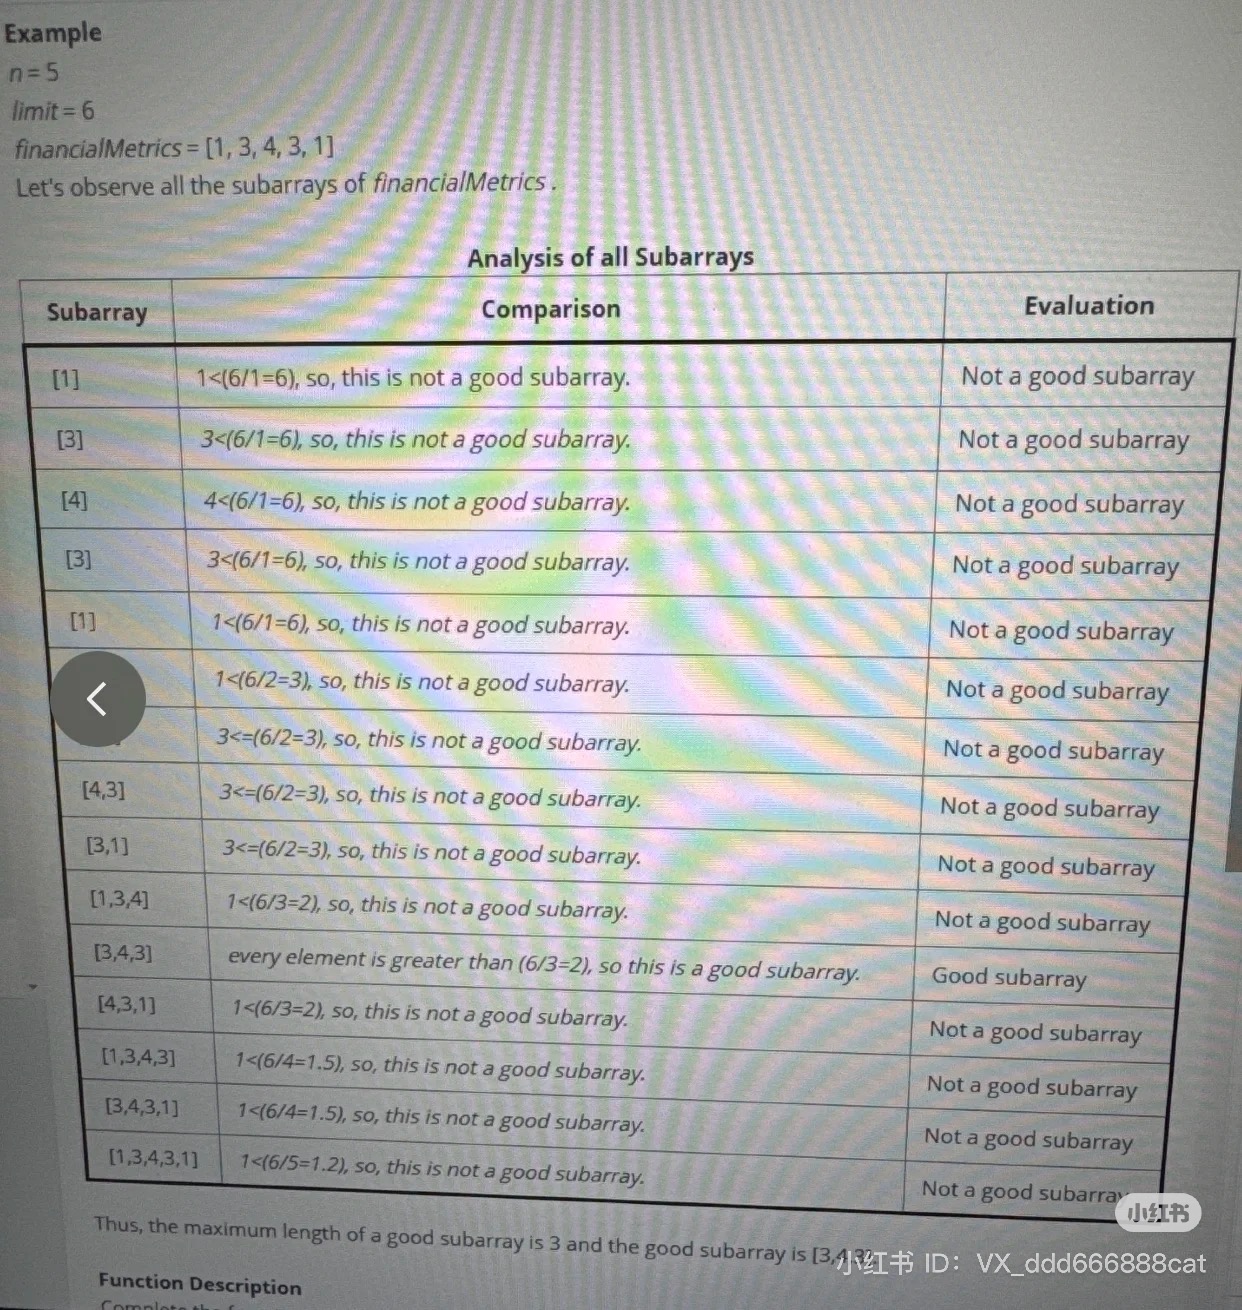 Example
n = 5
limit = 6
financialMetrics = [1, 3, 4, 3, 1]
Let's observe all the subarrays of financialMetrics .
Analysis of all Subarrays
Subarray Comparison Evaluation
[1] 1<(6/1=6), so, this is not a good subarray. Not a good subarray
[3] 3<(6/1=6), so, this is not a good subarray. Not a good subarray
[4] 4<(6/1=6), so, this is not a good subarray. Not a good subarray
[3] 3<(6/1=6), so, this is not a good subarray. Not a good subarray
[1] 1<(6/1=6), so, this is not a good subarray. Not a good subarray
1<(6/2=3), so, this is not a good subarray. Not a good subarray
3<=(6/2=3), so, this is not a good subarray. Not a good subarray
[4,3] 3<=(6/2=3), so, this is not a good subarray. Not a good subarray
[3,1] 3<=(6/2=3), so, this is not a good subarray. Not a good subarray
[1,3,4] 1<(6/3=2), so, this is not a good subarray. Not a good subarray
[3,4,3] every element is greater than (6/3=2), so this is a good subarray. Good subarray
[4,3,1] 1<(6/3=2), so, this is not a good subarray. Not a good subarray
[1,3,4,3] 1<(6/4=1.5), so, this is not a good subarray. Not a good subarray
[3,4,3,1] 1<(6/4=1.5), so, this is not a good subarray. Not a good subarray
[1,3,4,3,1] 1<(6/5=1.2), so, this is not a good subarray. Not a good subarray
小红书
Thus, the maximum length of a good subarray is 3 and the good subarray is
小红书 ID: VX_ddd666888cat
Function Description